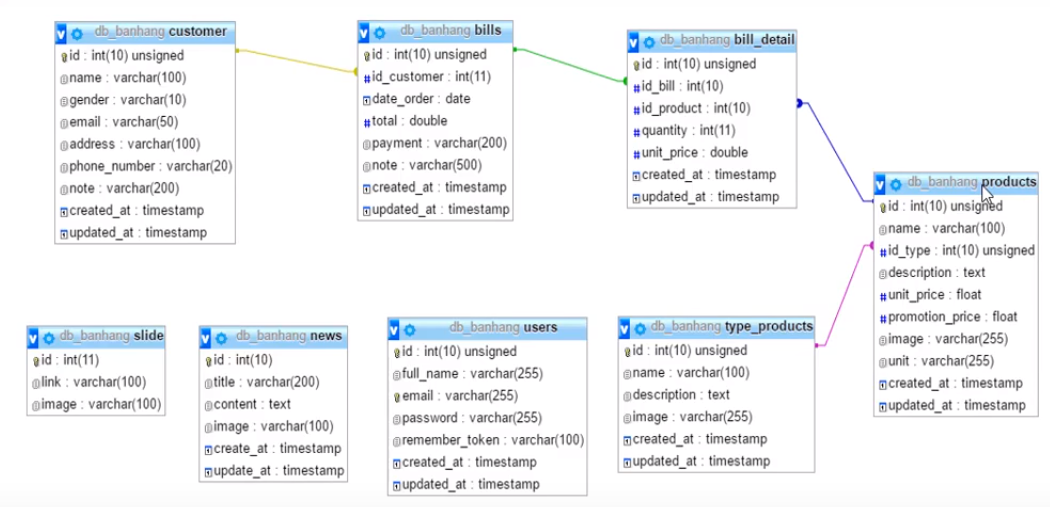 db_banhang customer
id : int(10) unsigned
name : varchar(100)
gender : varchar(10)
email : varchar(50)
address : varchar(100)
phone_number : varchar(20)
note : varchar(200)
created_at : timestamp
updated_at : timestamp
db_banhang bills
id : int(10) unsigned
id_customer : int(11)
date_order : date
total : double
payment : varchar(200)
note : varchar(500)
created_at : timestamp
updated_at : timestamp
db_banhang bill_detail
id : int(10) unsigned
id_bill : int(10)
id_product : int(10)
quantity : int(11)
unit_price : double
created_at : timestamp
updated_at : timestamp
db_banhang products
id : int(10) unsigned
name : varchar(100)
id_type : int(10) unsigned
description : text
unit_price : float
promotion_price : float
image : varchar(255)
unit : varchar(255)
created_at : timestamp
updated_at : timestamp
db_banhang slide
id : int(11)
link : varchar(100)
image : varchar(100)
db_banhang news
id : int(10)
title : varchar(200)
content : text
image : varchar(100)
create_at : timestamp
update_at : timestamp
db_banhang users
id : int(10) unsigned
full_name : varchar(255)
email : varchar(255)
password : varchar(255)
remember_token : varchar(100)
created_at : timestamp
updated_at : timestamp
db_banhang type_products
id : int(10) unsigned
name : varchar(100)
description : text
image : varchar(255)
created_at : timestamp
updated_at : timestamp